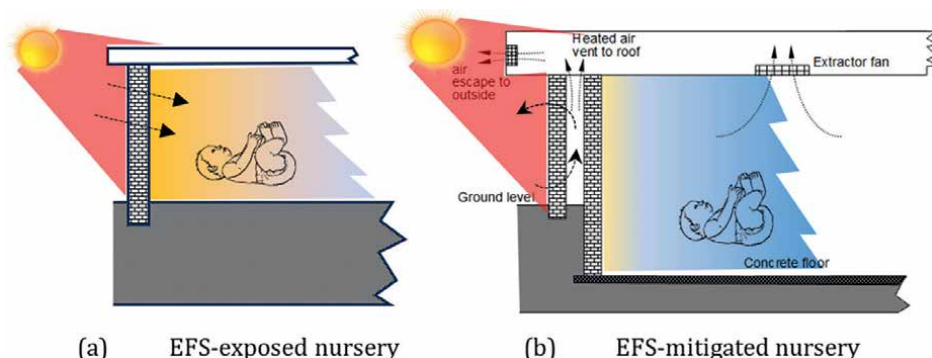 Heated air
vent to roof
Extractor fan
air
escape to
outside
Ground level
Concrete floor
(a) EFS-exposed nursery
(b) EFS-mitigated nursery